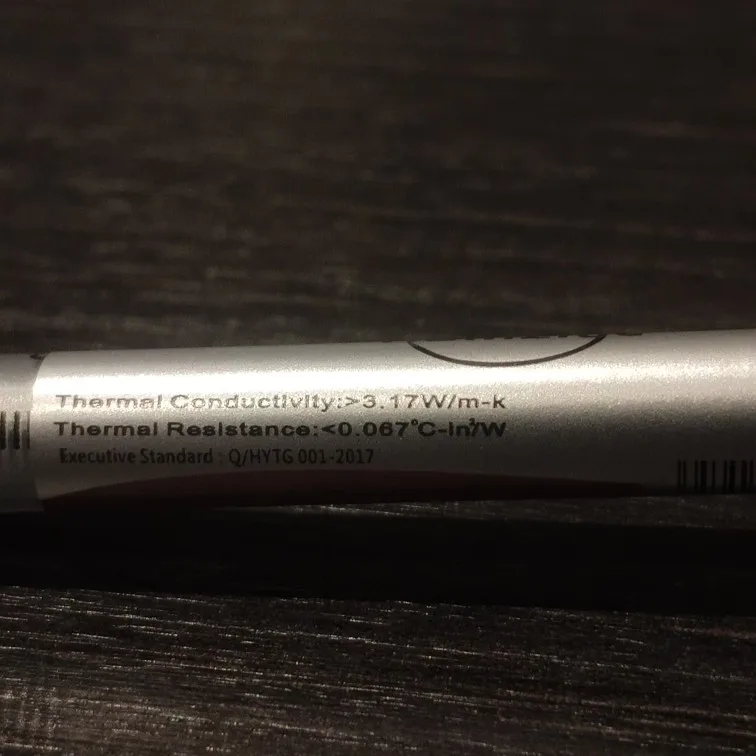 Thermal Conductivity:>3.17W/m-k
Thermal Resistance:<0.067°C-in²/W
Executive Standard : Q/HYTG 001-2017